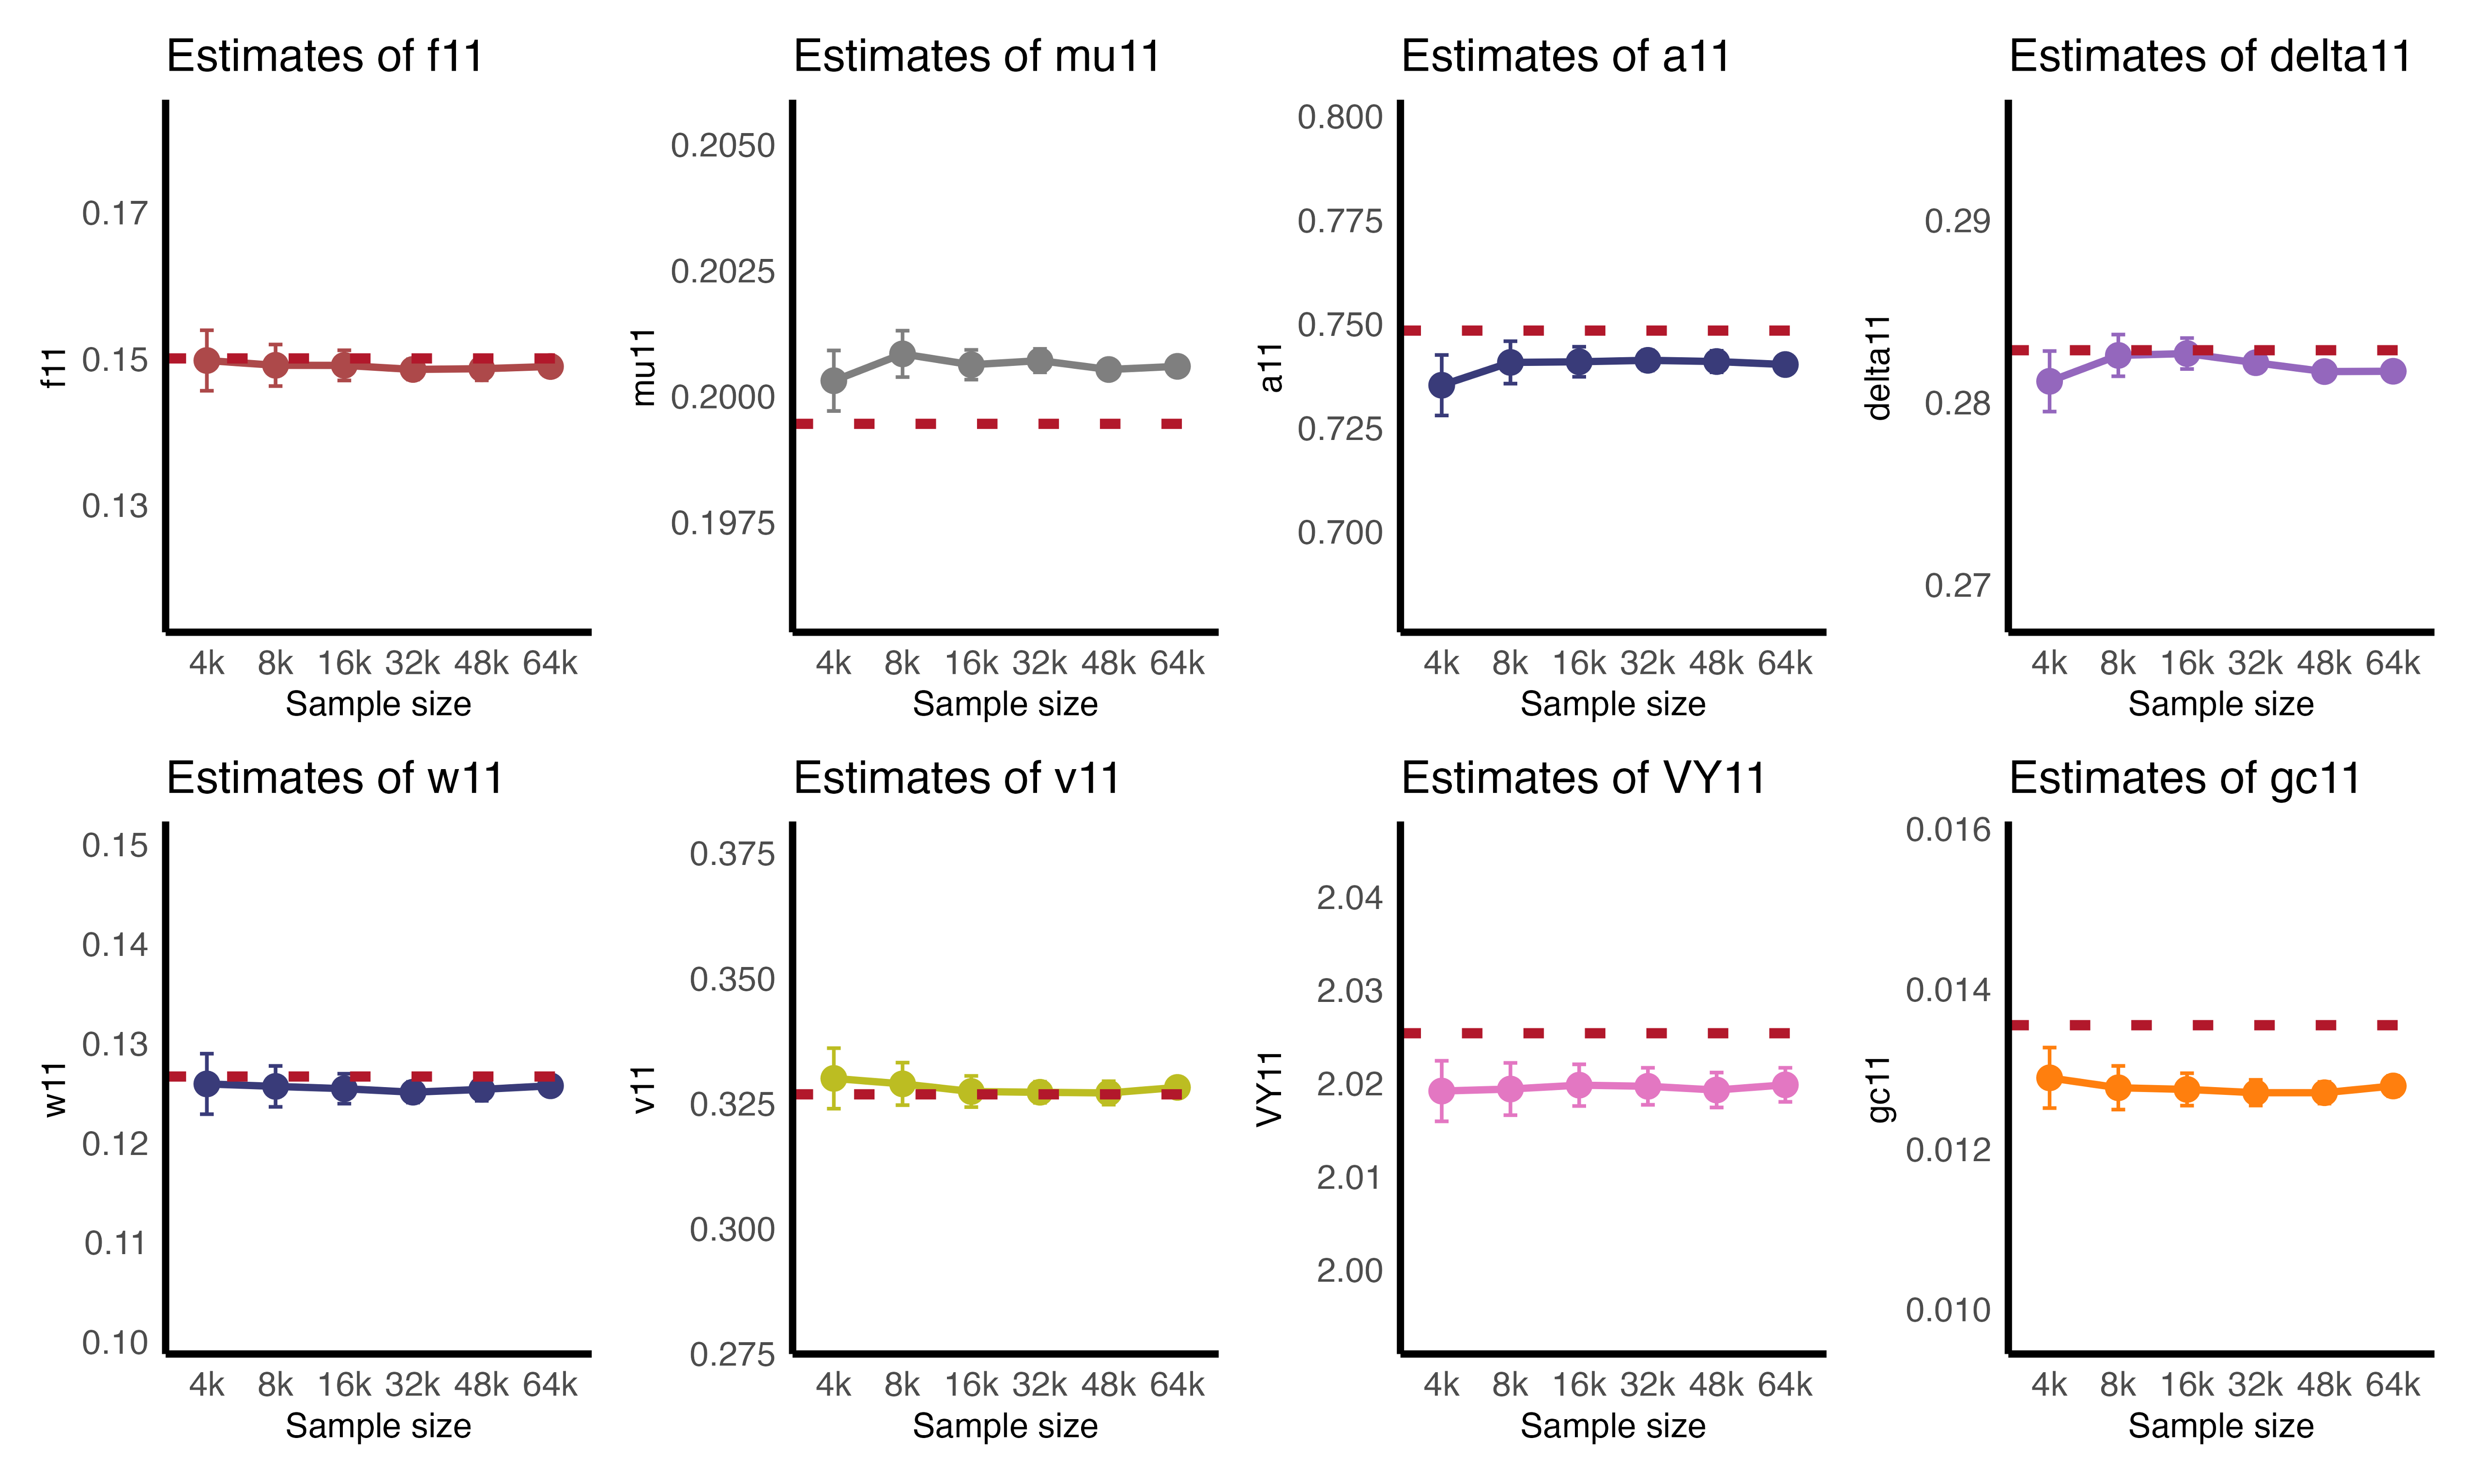 Estimates of f11
f11
0.17
0.15
0.13
4k 8k 16k 32k 48k 64k
Sample size
Estimates of mu11
mu11
0.2050
0.2025
0.2000
0.1975
4k 8k 16k 32k 48k 64k
Sample size
Estimates of a11
a11
0.800
0.775
0.750
0.725
0.700
4k 8k 16k 32k 48k 64k
Sample size
Estimates of delta11
delta11
0.29
0.28
0.27
4k 8k 16k 32k 48k 64k
Sample size
Estimates of w11
w11
0.15
0.14
0.13
0.12
0.11
0.10
4k 8k 16k 32k 48k 64k
Sample size
Estimates of v11
v11
0.375
0.350
0.325
0.300
0.275
4k 8k 16k 32k 48k 64k
Sample size
Estimates of VY11
VY11
2.04
2.03
2.02
2.01
2.00
4k 8k 16k 32k 48k 64k
Sample size
Estimates of gc11
gc11
0.016
0.014
0.012
0.010
4k 8k 16k 32k 48k 64k
Sample size